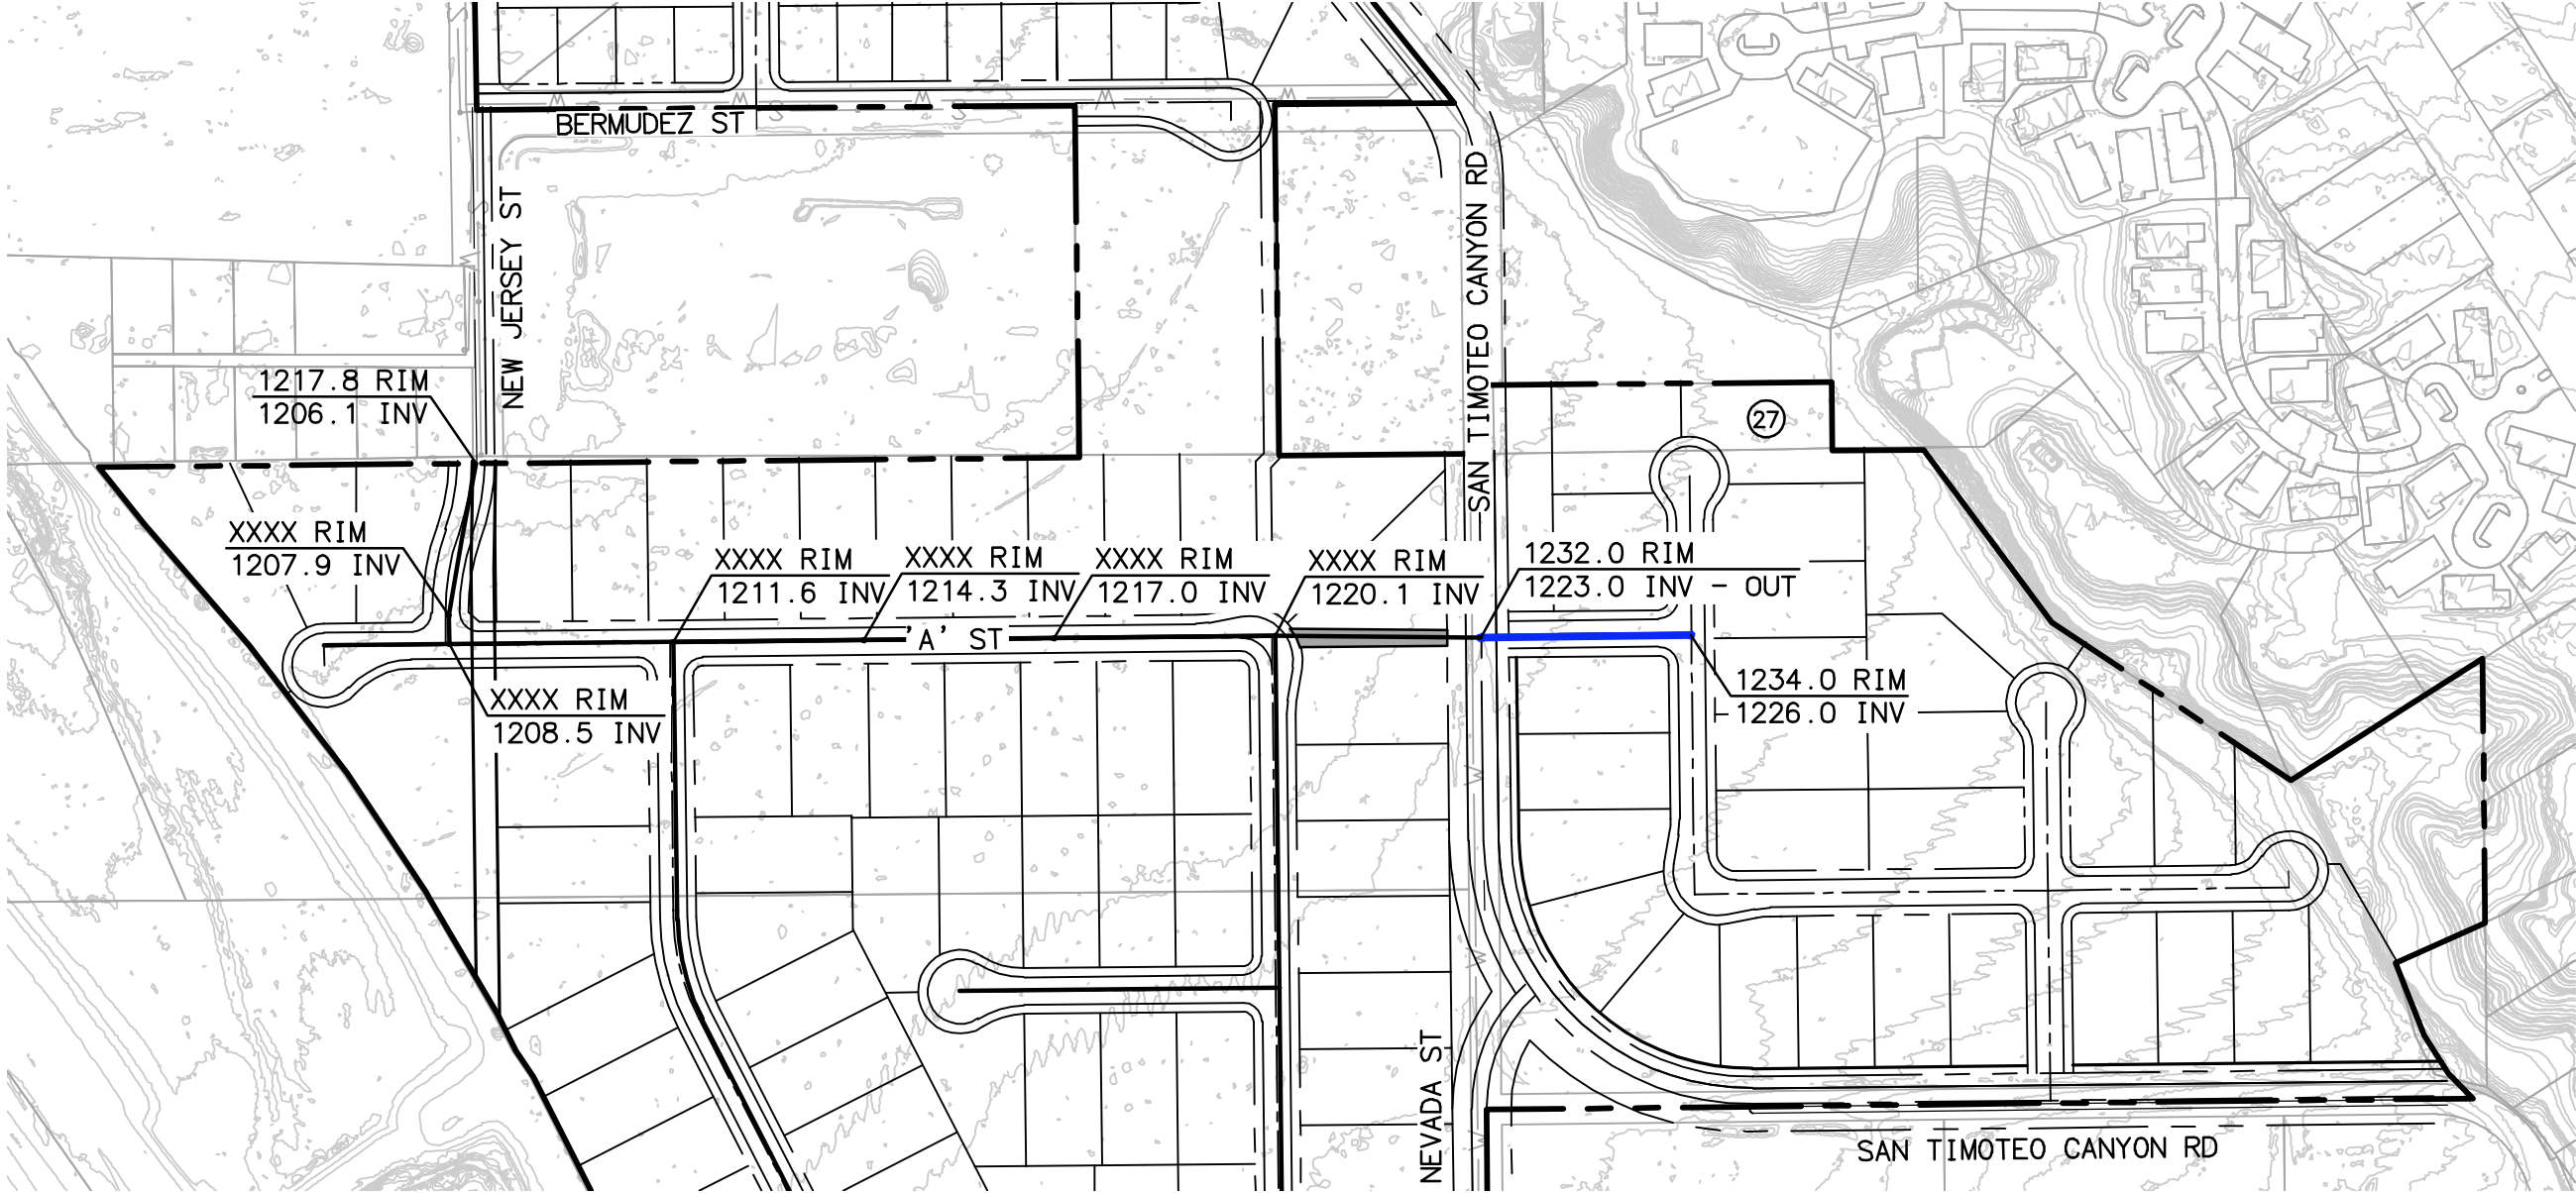 BERMUDEZ ST
NEW JERSEY ST
SAN TIMOTEO CANYON RD
1217.8 RIM
1206.1 INV
27
XXXX RIM
1207.9 INV
XXXX RIM
1211.6 INV
XXXX RIM
1214.3 INV
XXXX RIM
1217.0 INV
XXXX RIM
1220.1 INV
1232.0 RIM
1223.0 INV - OUT
'A' ST
XXXX RIM
1208.5 INV
1234.0 RIM
1226.0 INV
NEVADA ST
SAN TIMOTEO CANYON RD